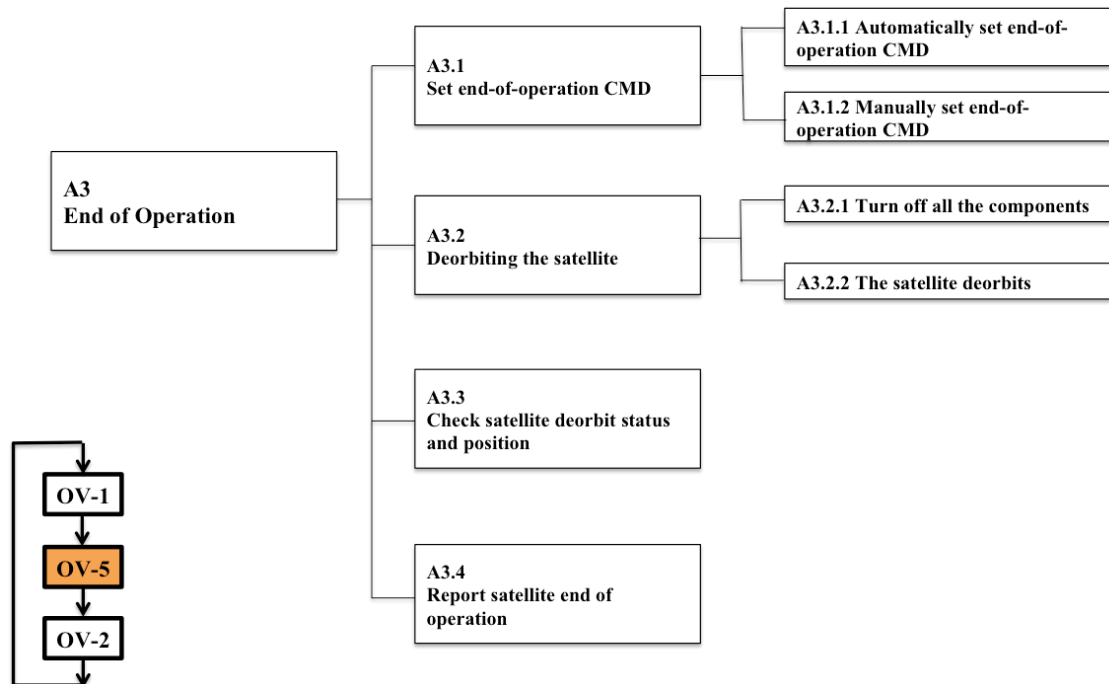 A3
End of Operation
A3.1
Set end-of-operation CMD
A3.1.1 Automatically set end-of-
operation CMD
A3.1.2 Manually set end-of-
operation CMD
A3.2
Deorbiting the satellite
A3.2.1 Turn off all the components
A3.2.2 The satellite deorbits
A3.3
Check satellite deorbit status
and position
A3.4
Report satellite end of
operation
OV-1
OV-5
OV-2